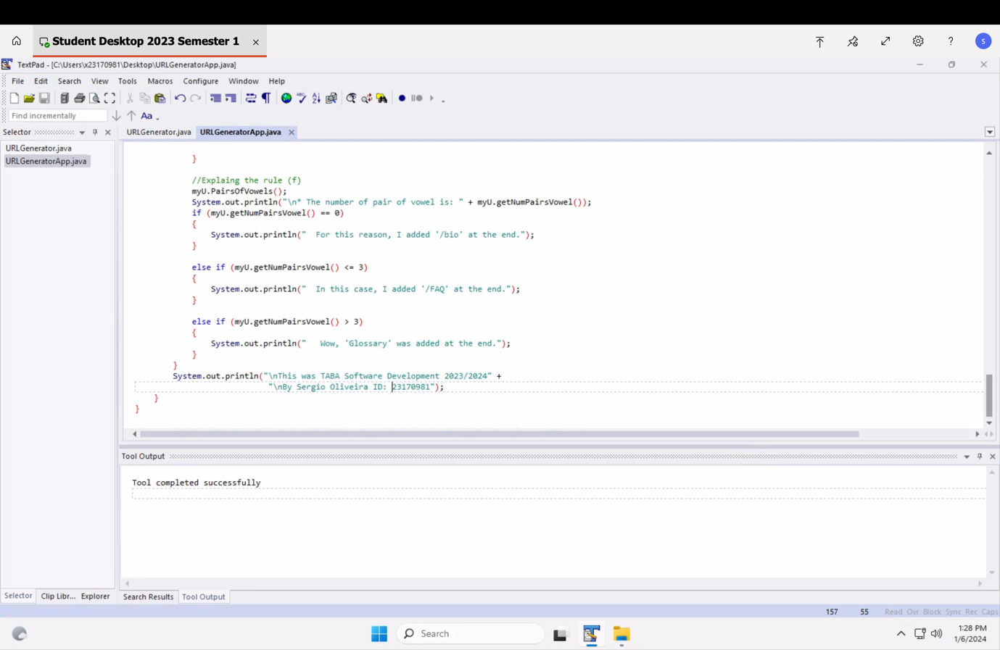 Student Desktop 2023 Semester 1
?
S
TextPad - [C:\Users\x23170981\Desktop\URLGeneratorApp.java]
File Edit Search View Tools Macros Configure Window Help
Find incrementally
Aa
Selector
URLGenerator.java URLGeneratorApp.java
URLGenerator.java
URLGeneratorApp.java
}
//Explaing the rule (f)
myU.PairsOfVowels();
System.out.println("\n* The number of pair of vowel is: " + myU.getNumPairsVowel());
if (myU.getNumPairsVowel() == 0)
{
System.out.println("  For this reason, I added '/bio' at the end.");
}
else if (myU.getNumPairsVowel() <= 3)
{
System.out.println("  In this case, I added '/FAQ' at the end.");
}
else if (myU.getNumPairsVowel() > 3)
{
System.out.println("   Wow, 'Glossary' was added at the end.");
}
}
System.out.println("\nThis was TABA Software Development 2023/2024" +
"\nBy Sergio Oliveira ID: 23170981");
}
}
Tool Output
Tool completed successfully
Selector Clip Libr... Explorer
Search Results Tool Output
157 55 Read Ovr Block Sync Rec Caps
Search
1:28 PM
1/6/2024